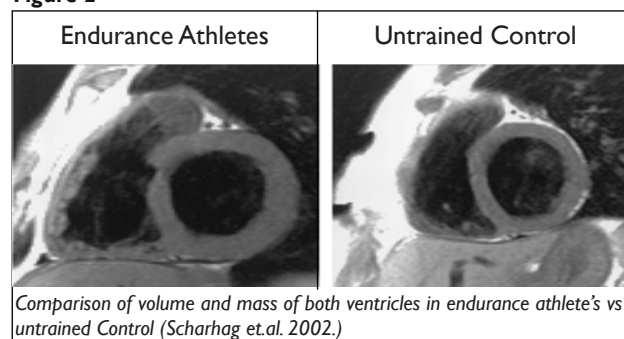 Endurance Athletes
Untrained Control
Comparison of volume and mass of both ventricles in endurance athlete's vs
untrained Control (Scharhag et.al. 2002.)